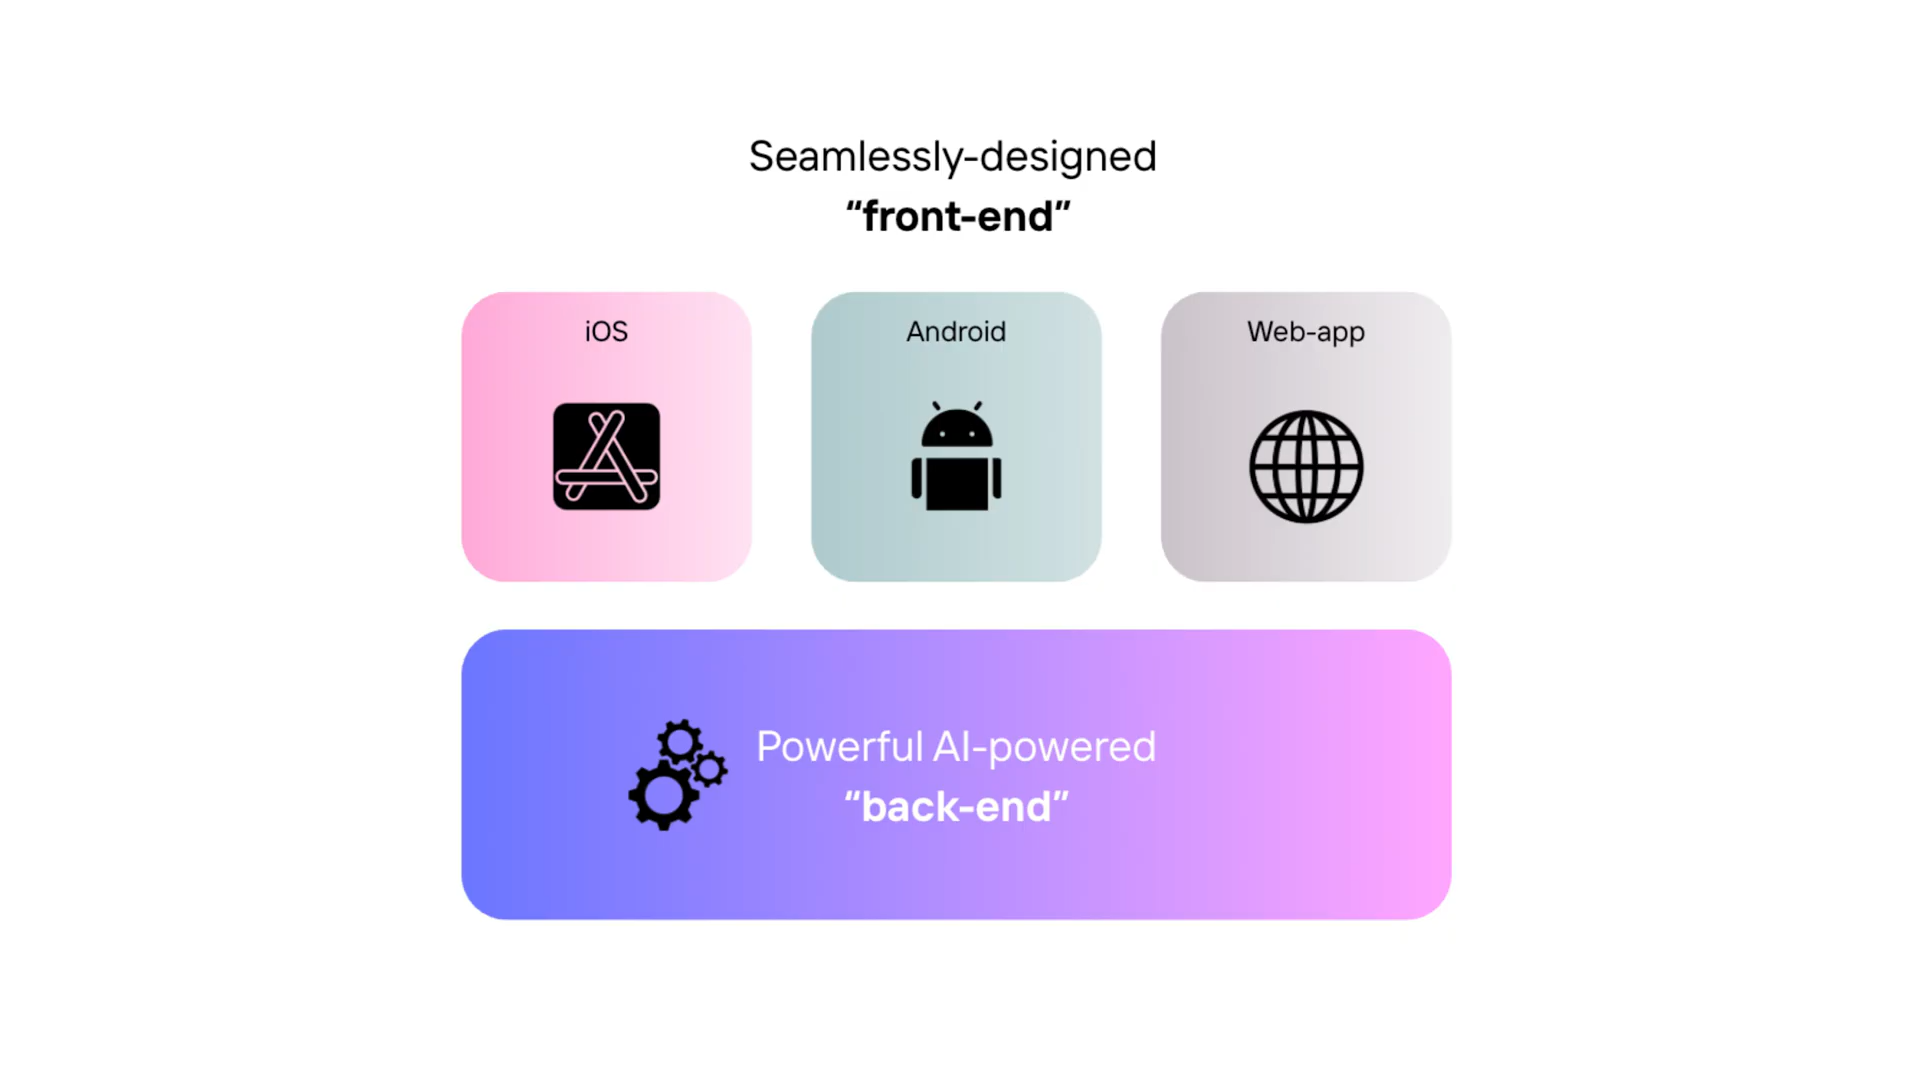 Seamlessly-designed
“front-end”
iOS
Android
Web-app
Powerful AI-powered
“back-end”